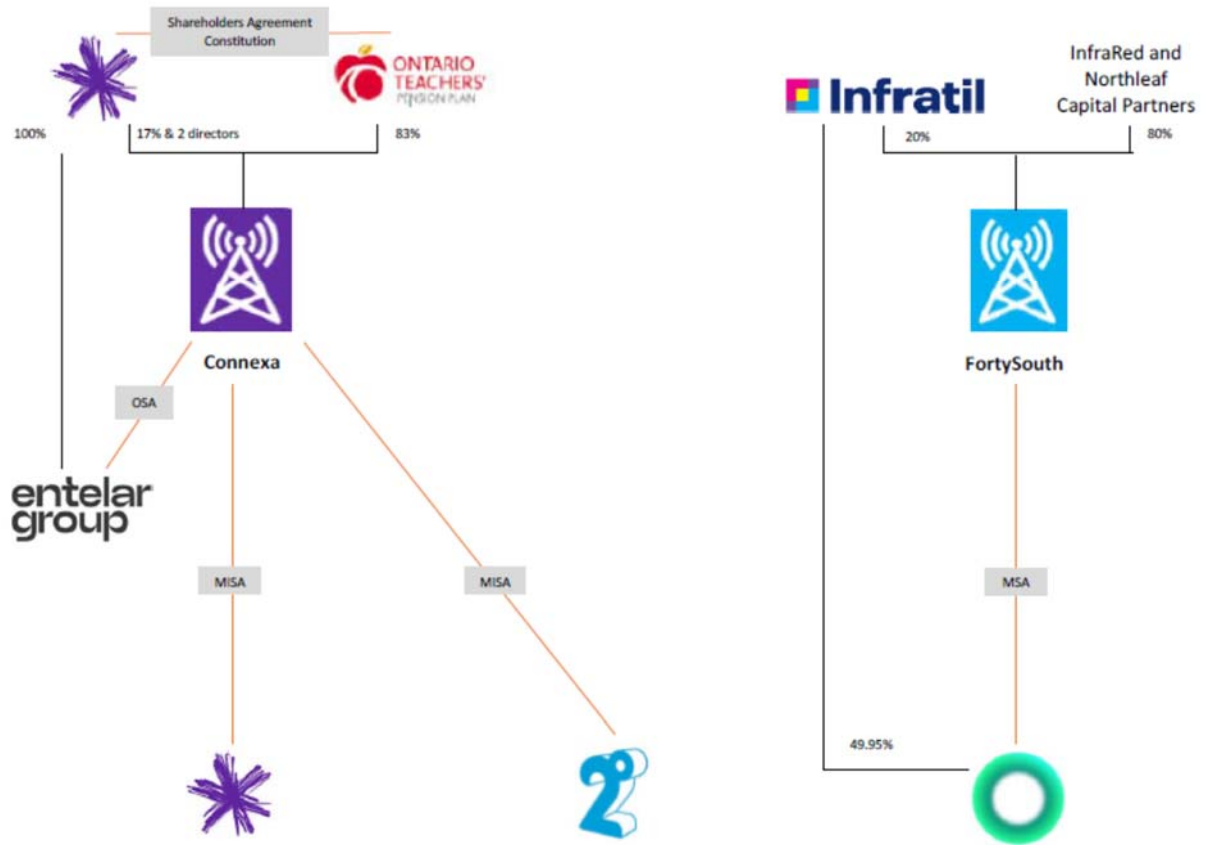 Shareholders Agreement
Constitution
ONTARIO
TEACHERS'
PENSION PLAN
Infratil
InfraRed and
Northleaf
Capital Partners
100%
17% & 2 directors
83%
20%
80%
Connexa
FortySouth
OSA
entelar
group
MISA
MISA
MSA
49.95%
2°